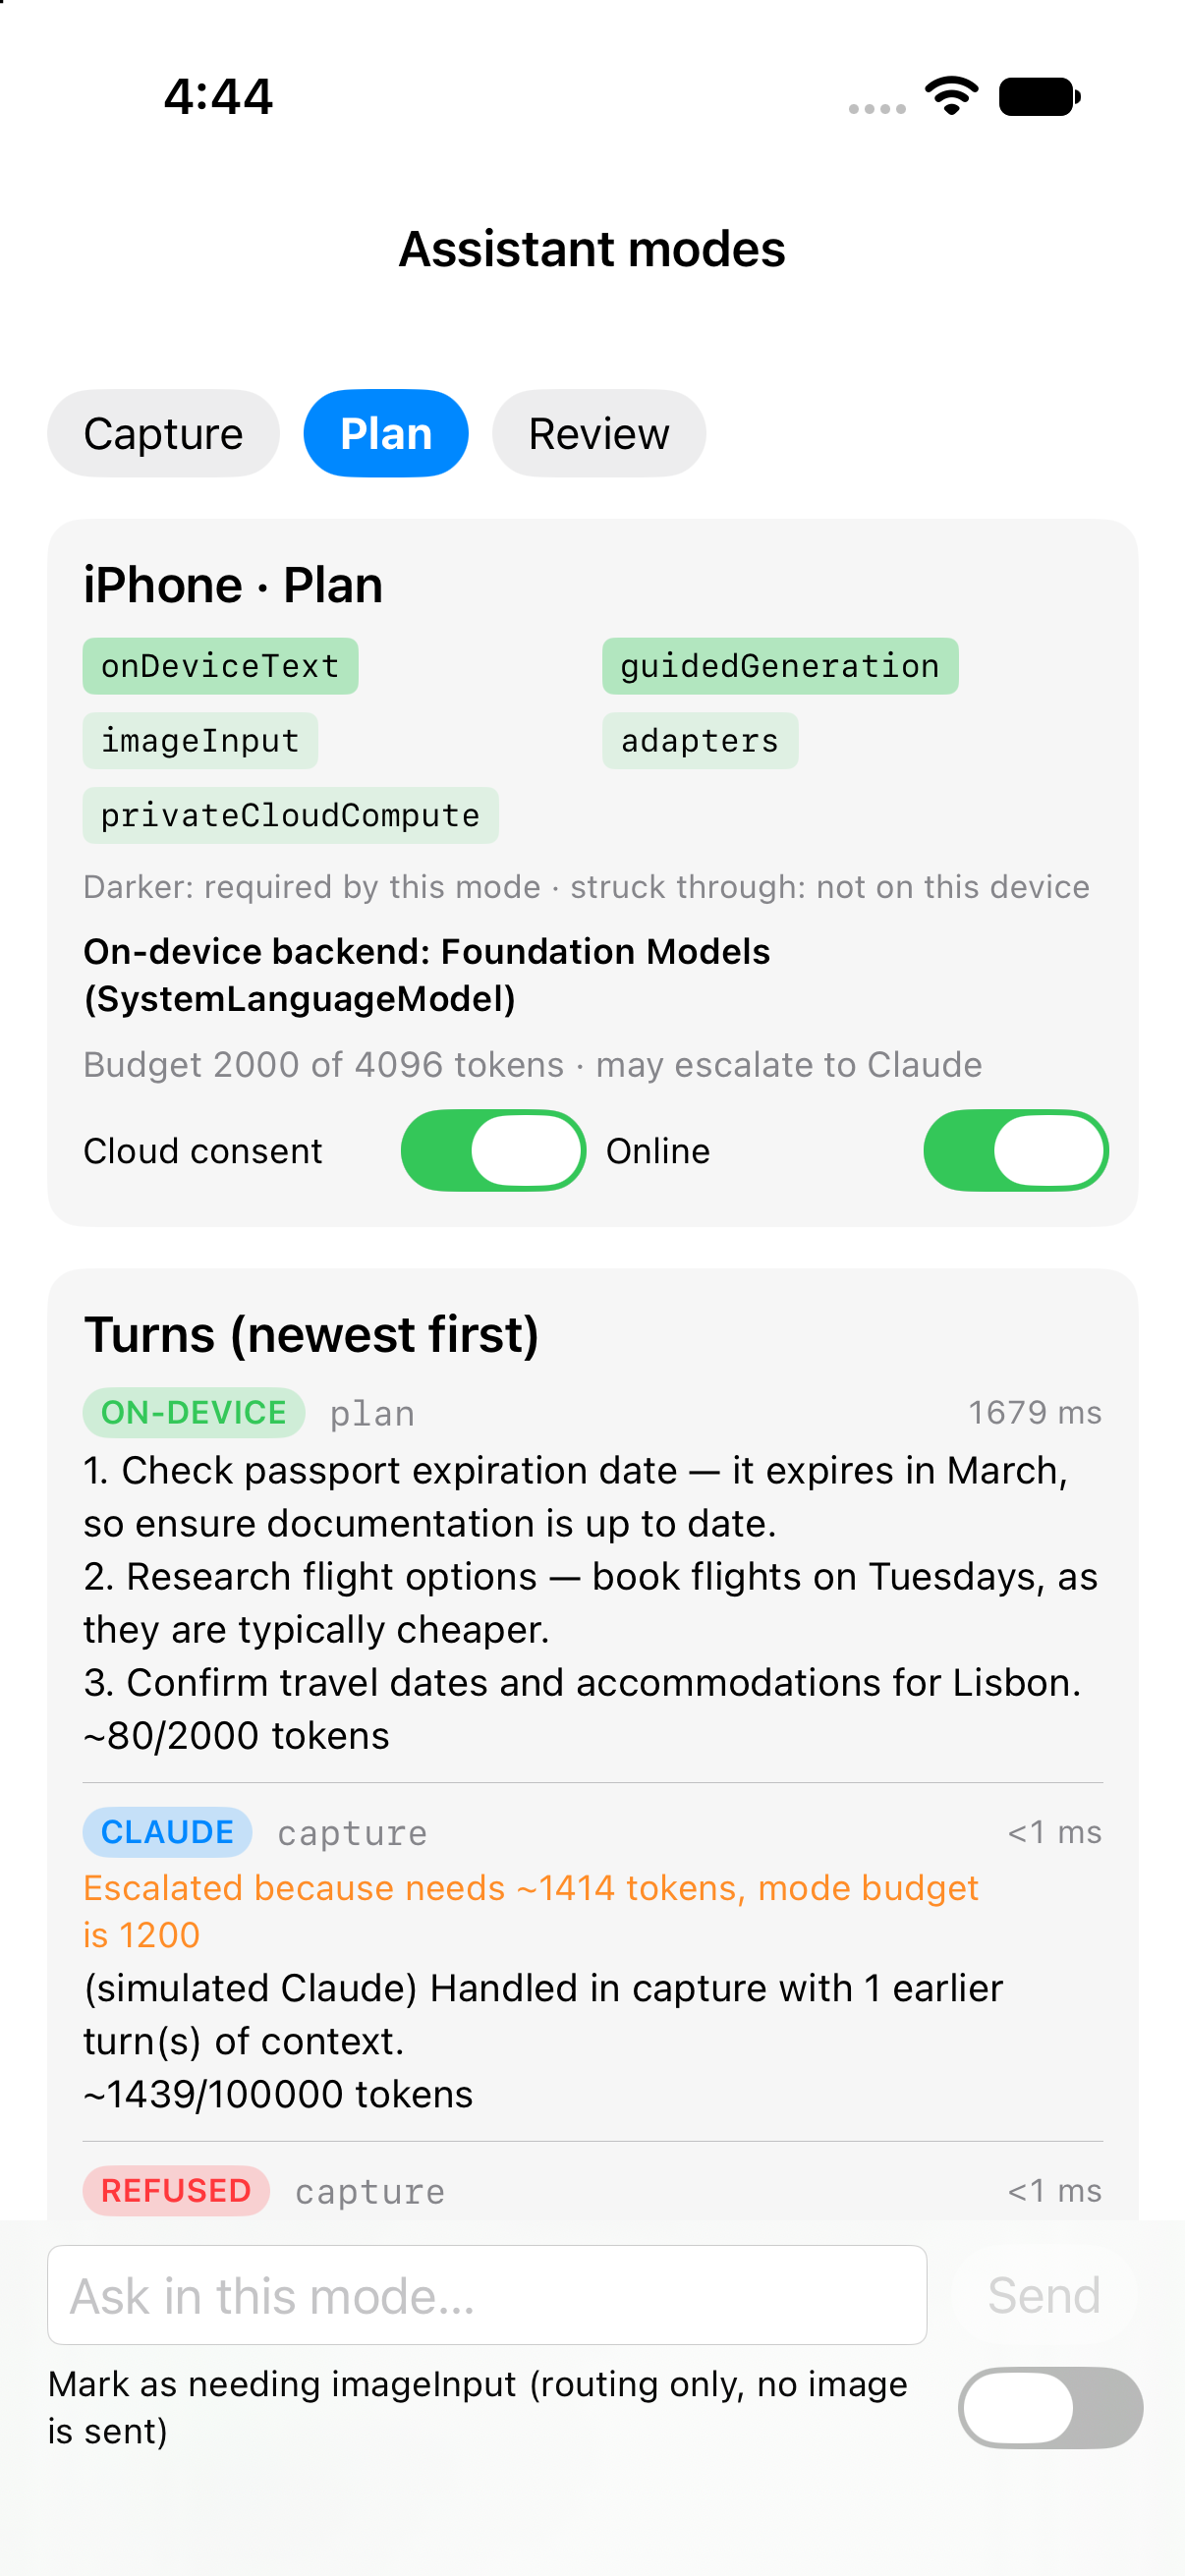 4:44
Assistant modes
Capture Plan Review
iPhone · Plan
onDeviceText guidedGeneration
imageInput adapters
privateCloudCompute
Darker: required by this mode · struck through: not on this device
On-device backend: Foundation Models
(SystemLanguageModel)
Budget 2000 of 4096 tokens · may escalate to Claude
Cloud consent Online
Turns (newest first)
ON-DEVICE plan 1679 ms
1. Check passport expiration date — it expires in March,
so ensure documentation is up to date.
2. Research flight options — book flights on Tuesdays, as
they are typically cheaper.
3. Confirm travel dates and accommodations for Lisbon.
~80/2000 tokens
CLAUDE capture <1 ms
Escalated because needs ~1414 tokens, mode budget
is 1200
(simulated Claude) Handled in capture with 1 earlier
turn(s) of context.
~1439/100000 tokens
REFUSED capture <1 ms
Ask in this mode... Send
Mark as needing imageInput (routing only, no image
is sent)